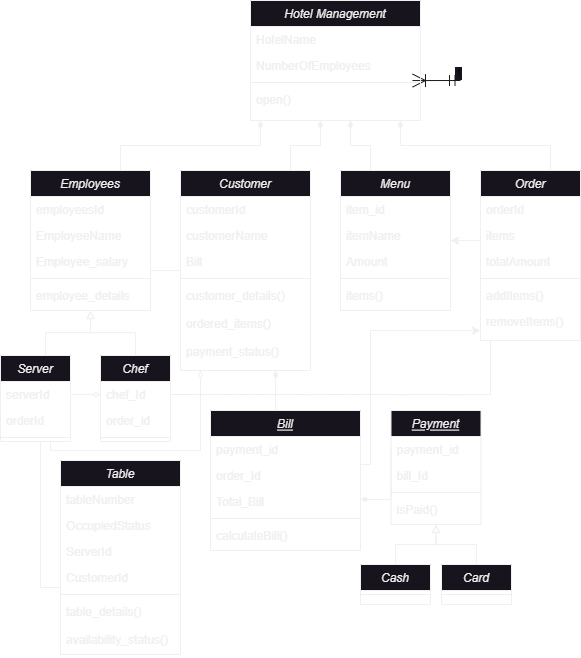 Hotel Management
HotelName
NumberOfEmployees
open()
Employees
employeesId
EmployeeName
Employee_salary
employee_details
Customer
customerId
customerName
Bill
customer_details()
ordered_items()
payment_status()
Menu
item_id
itemName
Amount
items()
Order
orderId
items
totalAmount
addItems()
removeItems()
Server
serverId
orderId
Chef
chef_Id
order_id
Bill
payment_id
order_Id
Total_Bill
calculateBill()
Payment
payment_id
bill_Id
isPaid()
Table
tableNumber
OccupiedStatus
ServerId
CustomerId
table_details()
availability_status()
Cash
Card